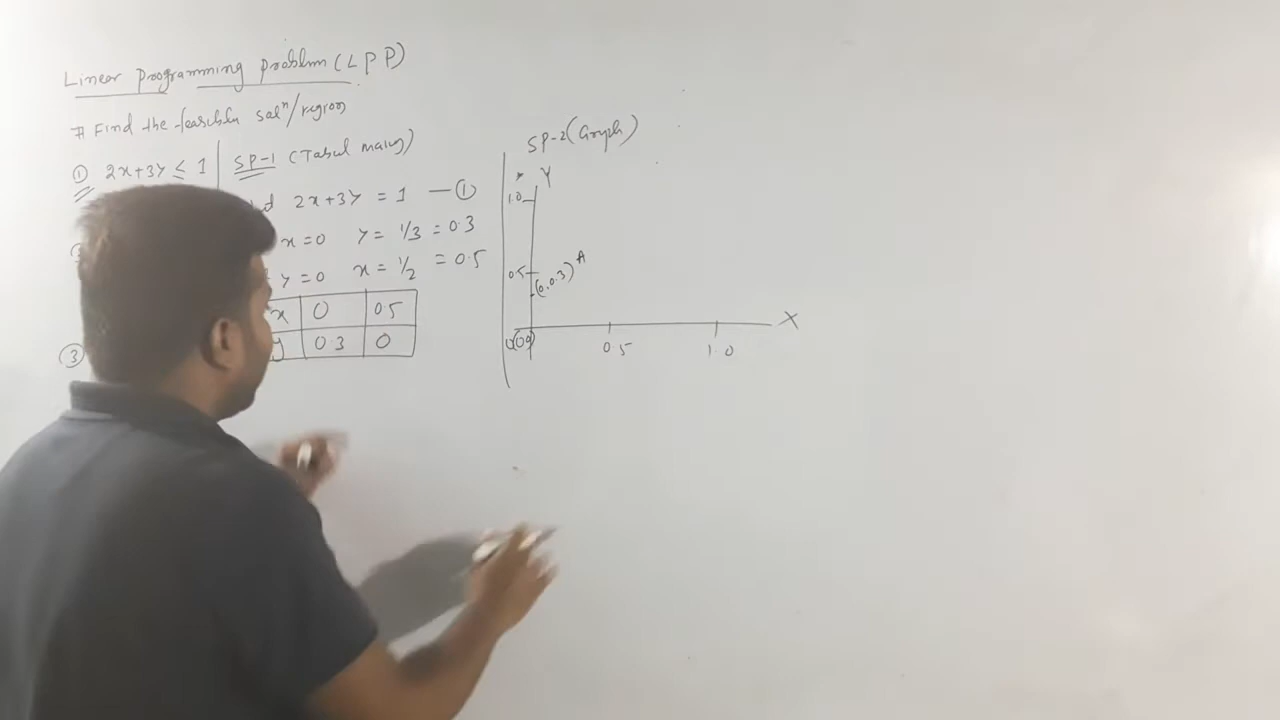 Linear Programming Problem (LPP)
# Find the feasible solⁿ/region
① 2x+3y ≤ 1
SP-1 (Tabul
2x+3y = 1 —①
x=0 y= 1/3 = 0.3
y=0 x= 1/2 = 0.5
x 0 0.5
y 0.3 0
③
SP-2 (Graph)
Y
1.0
0.5
(0,0.3) A
X
0.5 1.0